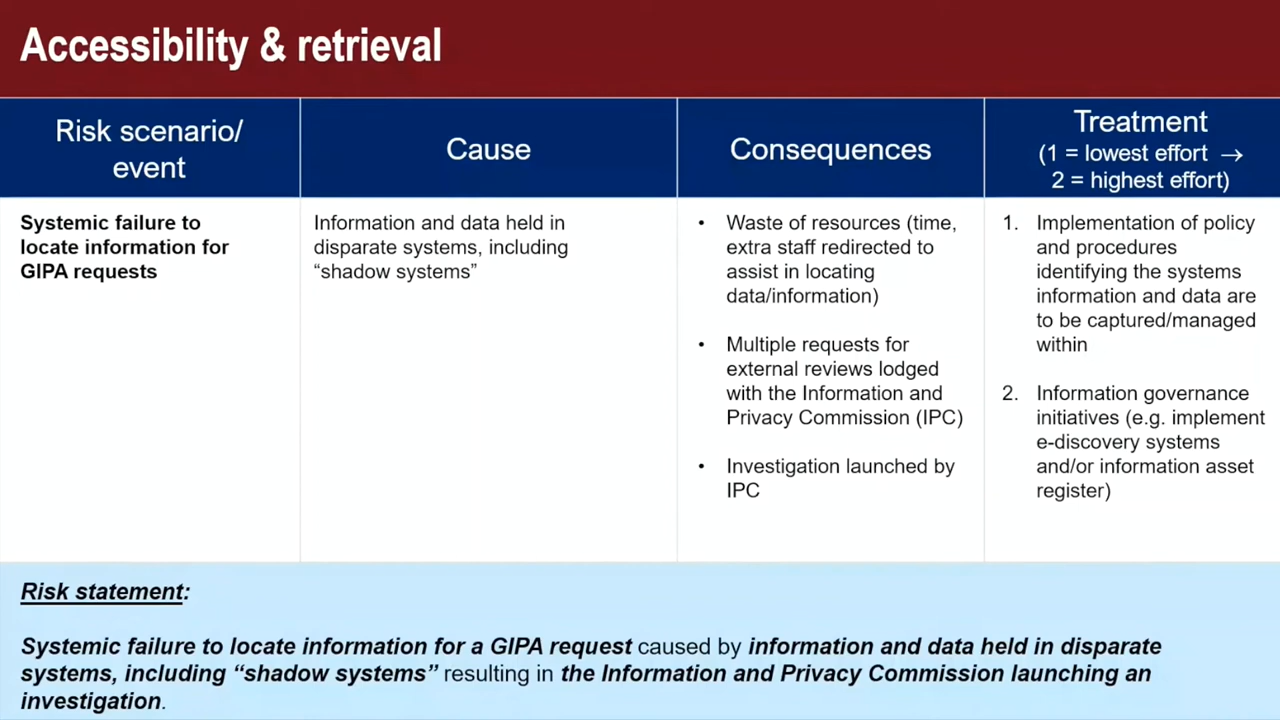 Accessibility & retrieval
Risk scenario/
event
Cause
Consequences
Treatment
(1 = lowest effort →
2 = highest effort)
Systemic failure to
locate information for
GIPA requests
Information and data held in
disparate systems, including
“shadow systems”
• Waste of resources (time,
extra staff redirected to
assist in locating
data/information)
• Multiple requests for
external reviews lodged
with the Information and
Privacy Commission (IPC)
• Investigation launched by
IPC
1. Implementation of policy
and procedures
identifying the systems
information and data are
to be captured/managed
within
2. Information governance
initiatives (e.g. implement
e-discovery systems
and/or information asset
register)
Risk statement:
Systemic failure to locate information for a GIPA request caused by information and data held in disparate
systems, including “shadow systems” resulting in the Information and Privacy Commission launching an
investigation.